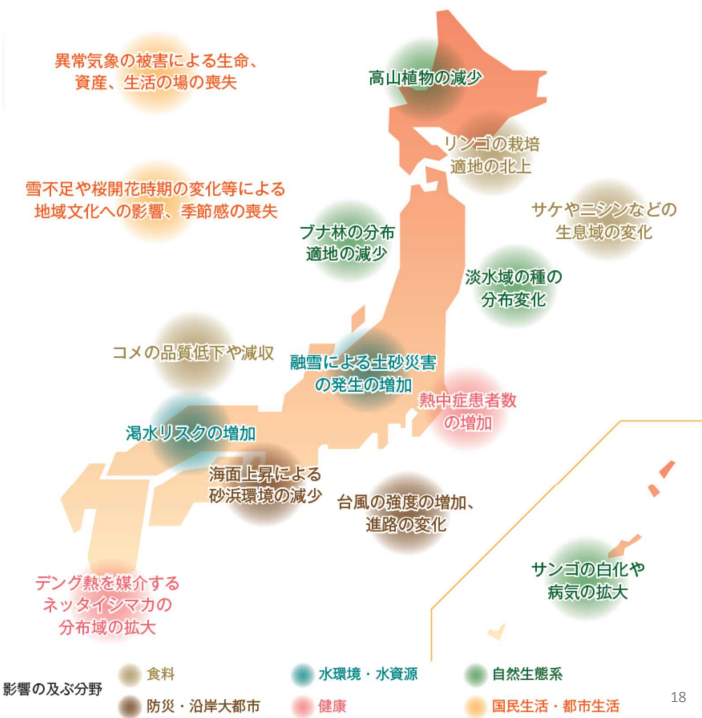 異常気象の被害による生命、
資産、生活の場の喪失
高山植物の減少
リンゴの栽培
適地の北上
雪不足や桜開花時期の変化等による
地域文化への影響、季節感の喪失
サケやニシンなどの
生息域の変化
ブナ林の分布
適地の減少
淡水域の種の
分布変化
コメの品質低下や減収
融雪による土砂災害
の発生の増加
熱中症患者数
の増加
渇水リスクの増加
海面上昇による
砂浜環境の減少
台風の強度の増加、
進路の変化
サンゴの白化や
病気の拡大
デング熱を媒介する
ネッタイシマカの
分布域の拡大
影響の及ぶ分野
食料
水環境・水資源
自然生態系
防災・沿岸大都市
健康
国民生活・都市生活
18